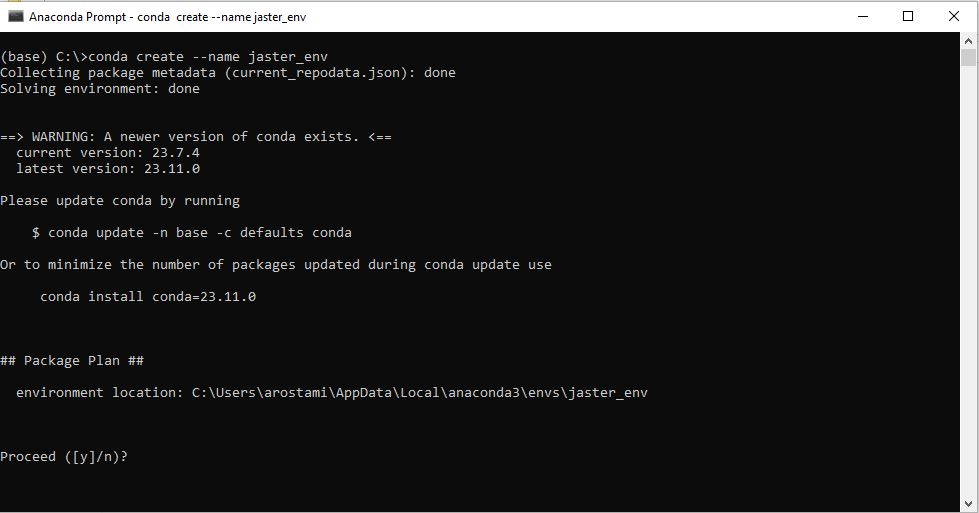 Anaconda Prompt - conda  create --name jaster_env
(base) C:\>conda create --name jaster_env
Collecting package metadata (current_repodata.json): done
Solving environment: done
==> WARNING: A newer version of conda exists. <==
  current version: 23.7.4
  latest version: 23.11.0
Please update conda by running
    $ conda update -n base -c defaults conda
Or to minimize the number of packages updated during conda update use
     conda install conda=23.11.0
## Package Plan ##
  environment location: C:\Users\arostami\AppData\Local\anaconda3\envs\jaster_env
Proceed ([y]/n)?